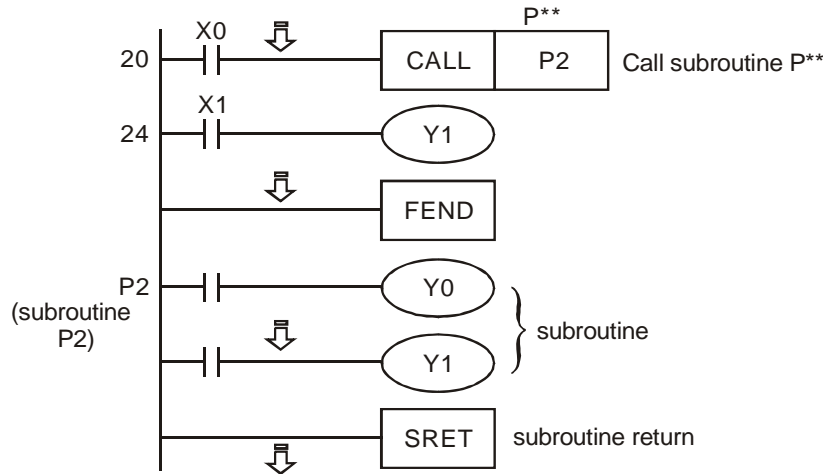 P**
X0
20 CALL P2 Call subroutine P**
X1
24 Y1
FEND
P2 Y0
(subroutine
P2)
subroutine
Y1
SRET subroutine return